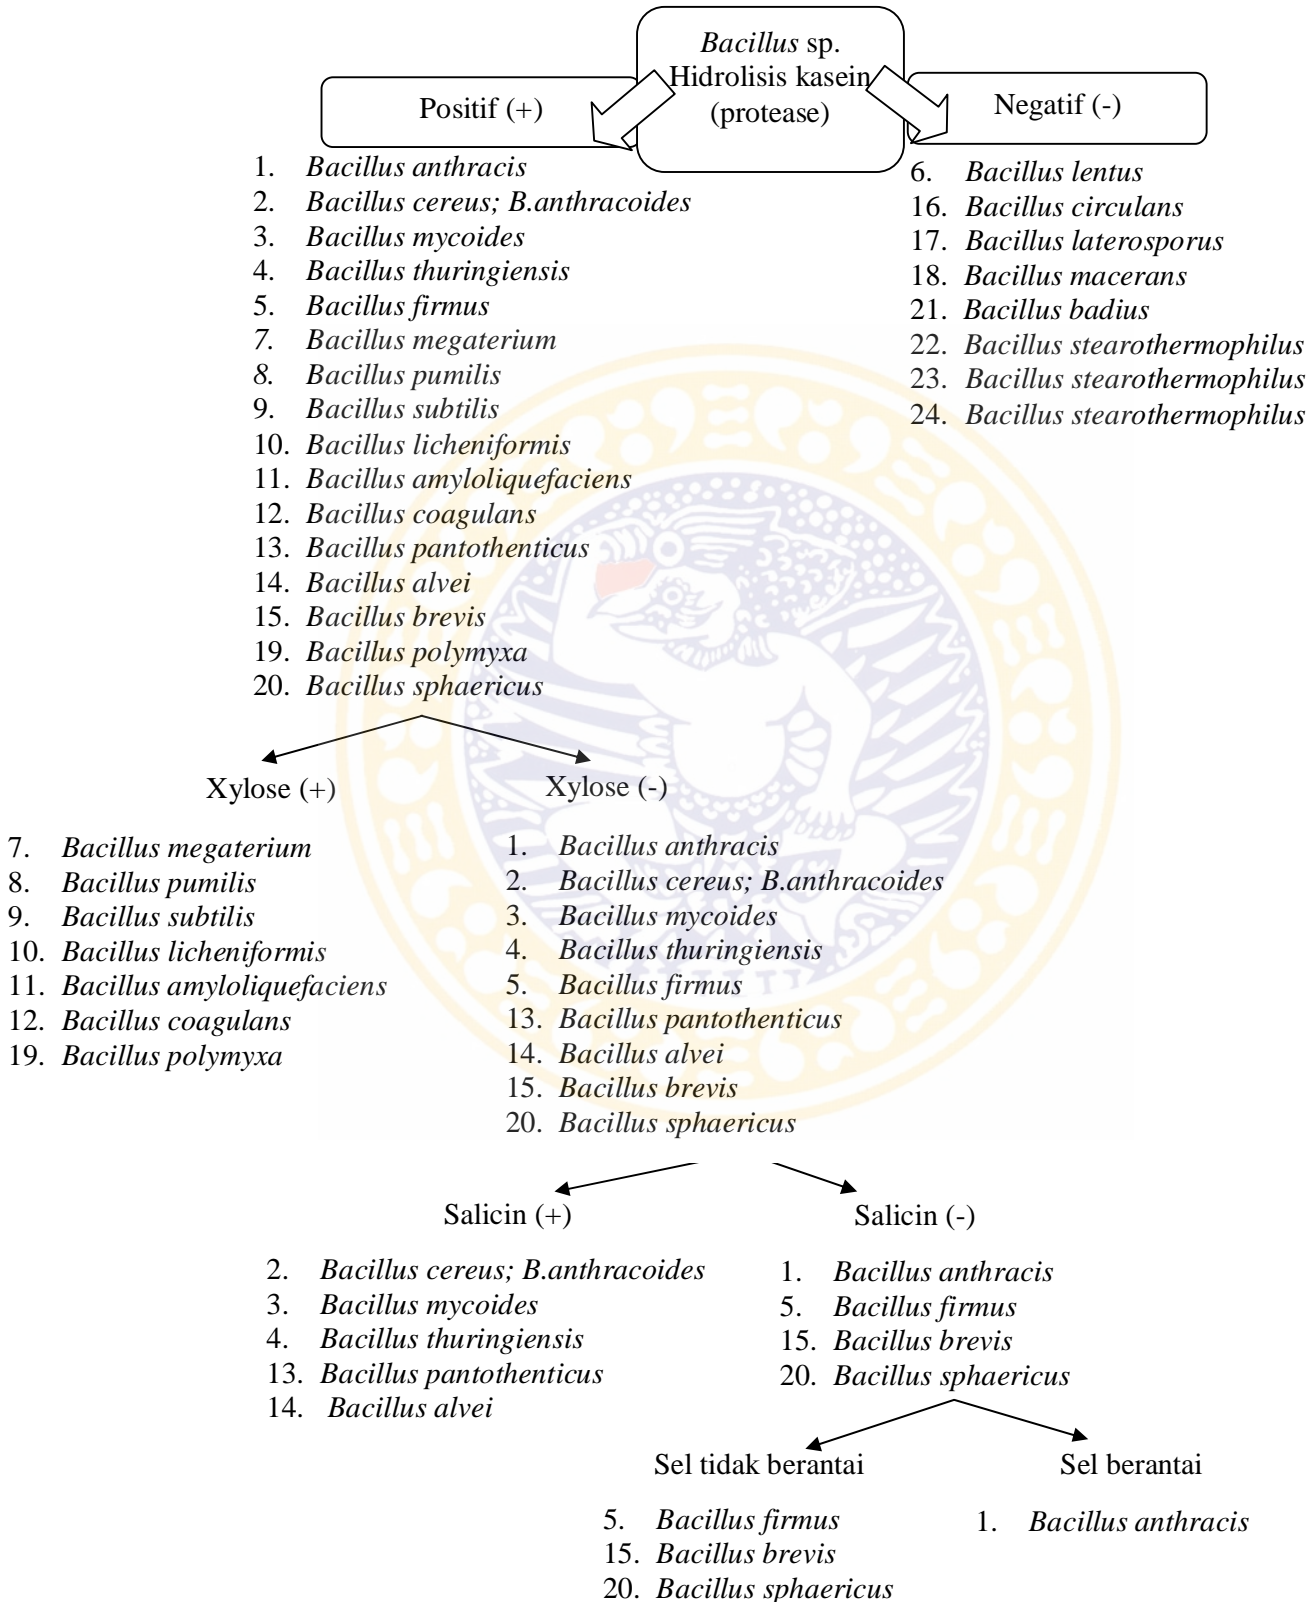 Bacillus sp.
Hidrolisis kasein
(protease)
Positif (+)
Negatif (-)
1. Bacillus anthracis
2. Bacillus cereus; B.anthracoides
3. Bacillus mycoides
4. Bacillus thuringiensis
5. Bacillus firmus
7. Bacillus megaterium
8. Bacillus pumilis
9. Bacillus subtilis
10. Bacillus licheniformis
11. Bacillus amyloliquefaciens
12. Bacillus coagulans
13. Bacillus pantothenticus
14. Bacillus alvei
15. Bacillus brevis
19. Bacillus polymyxa
20. Bacillus sphaericus
6. Bacillus lentus
16. Bacillus circulans
17. Bacillus laterosporus
18. Bacillus macerans
21. Bacillus badius
22. Bacillus stearothermophilus
23. Bacillus stearothermophilus
24. Bacillus stearothermophilus
Xylose (+)
Xylose (-)
7. Bacillus megaterium
8. Bacillus pumilis
9. Bacillus subtilis
10. Bacillus licheniformis
11. Bacillus amyloliquefaciens
12. Bacillus coagulans
19. Bacillus polymyxa
1. Bacillus anthracis
2. Bacillus cereus; B.anthracoides
3. Bacillus mycoides
4. Bacillus thuringiensis
5. Bacillus firmus
13. Bacillus pantothenticus
14. Bacillus alvei
15. Bacillus brevis
20. Bacillus sphaericus
Salicin (+)
Salicin (-)
2. Bacillus cereus; B.anthracoides
3. Bacillus mycoides
4. Bacillus thuringiensis
13. Bacillus pantothenticus
14. Bacillus alvei
1. Bacillus anthracis
5. Bacillus firmus
15. Bacillus brevis
20. Bacillus sphaericus
Sel tidak berantai
Sel berantai
5. Bacillus firmus
15. Bacillus brevis
20. Bacillus sphaericus
1. Bacillus anthracis